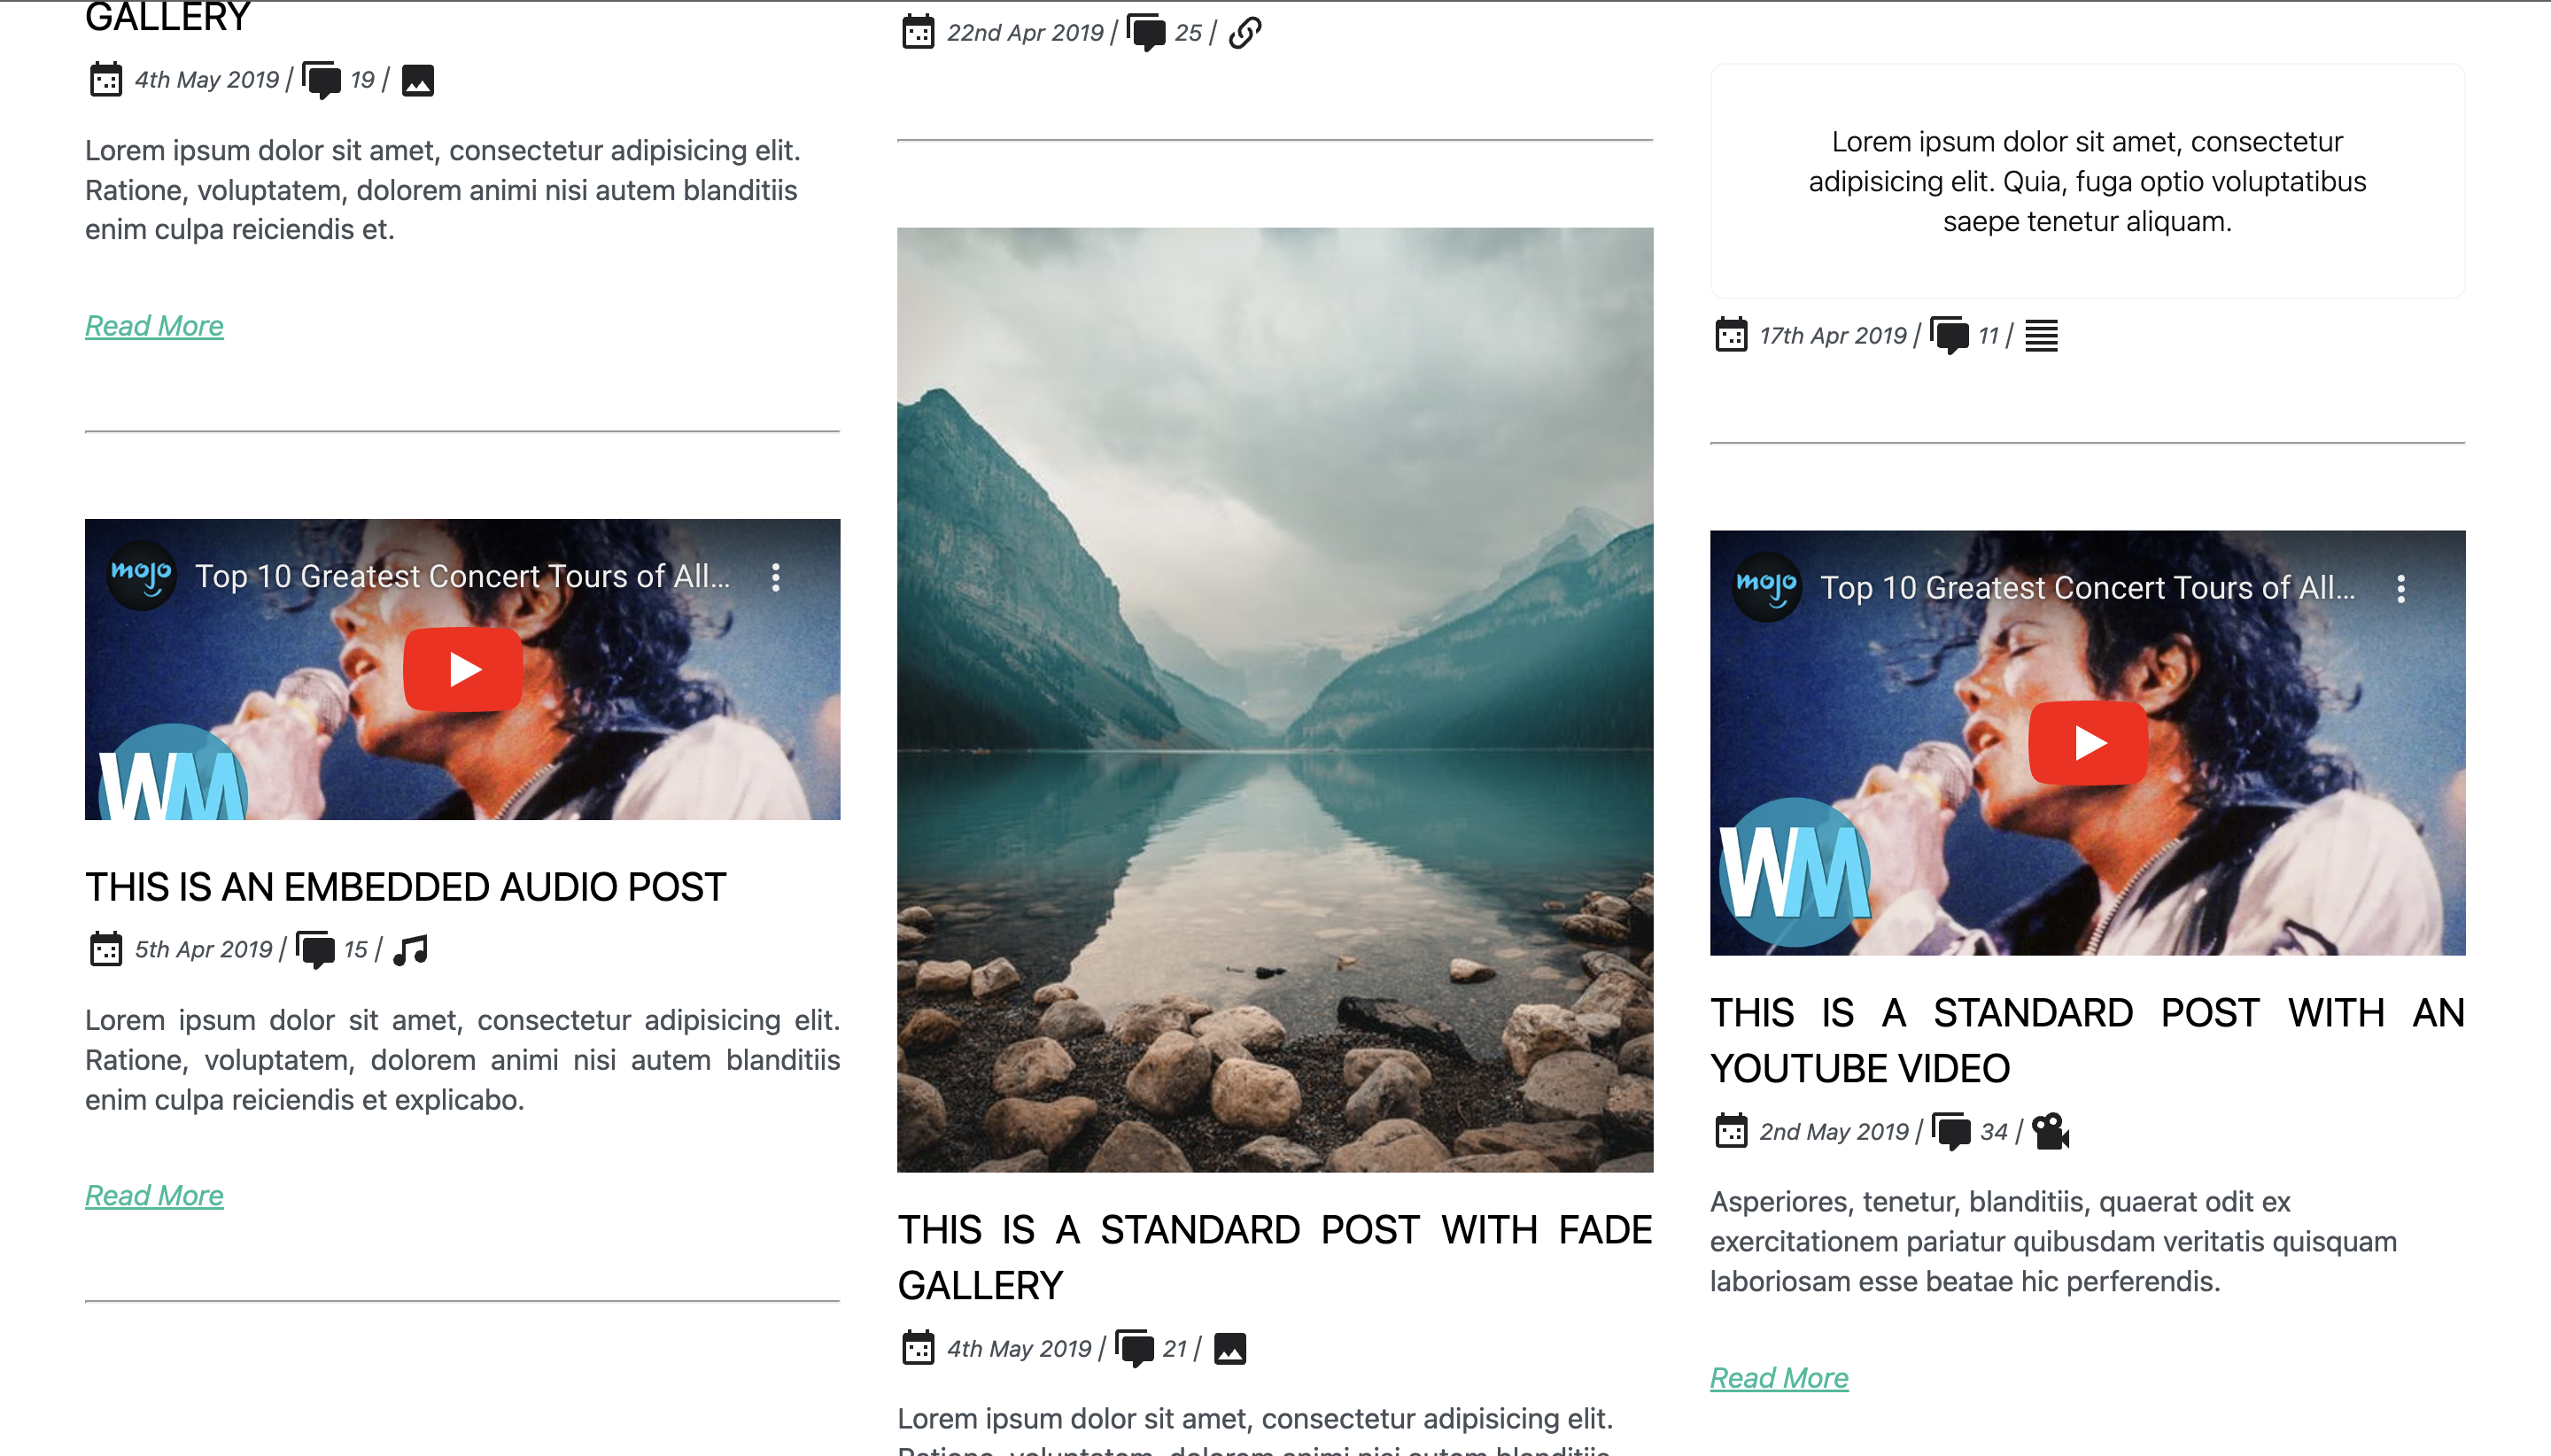 GALLERY
4th May 2019 / 19 /
Lorem ipsum dolor sit amet, consectetur adipisicing elit.
Ratione, voluptatem, dolorem animi nisi autem blanditiis
enim culpa reiciendis et.
Read More
mojo
Top 10 Greatest Concert Tours of All...
WM
THIS IS AN EMBEDDED AUDIO POST
5th Apr 2019 / 15 /
Lorem ipsum dolor sit amet, consectetur adipisicing elit.
Ratione, voluptatem, dolorem animi nisi autem blanditiis
enim culpa reiciendis et explicabo.
Read More
22nd Apr 2019 / 25 /
THIS IS A STANDARD POST WITH FADE
GALLERY
4th May 2019 / 21 /
Lorem ipsum dolor sit amet, consectetur adipisicing elit.
Ratione, voluptatem, dolorem animi nisi autem blanditiis
Lorem ipsum dolor sit amet, consectetur
adipisicing elit. Quia, fuga optio voluptatibus
saepe tenetur aliquam.
17th Apr 2019 / 11 /
mojo
Top 10 Greatest Concert Tours of All...
WM
THIS IS A STANDARD POST WITH AN
YOUTUBE VIDEO
2nd May 2019 / 34 /
Asperiores, tenetur, blanditiis, quaerat odit ex
exercitationem pariatur quibusdam veritatis quisquam
laboriosam esse beatae hic perferendis.
Read More